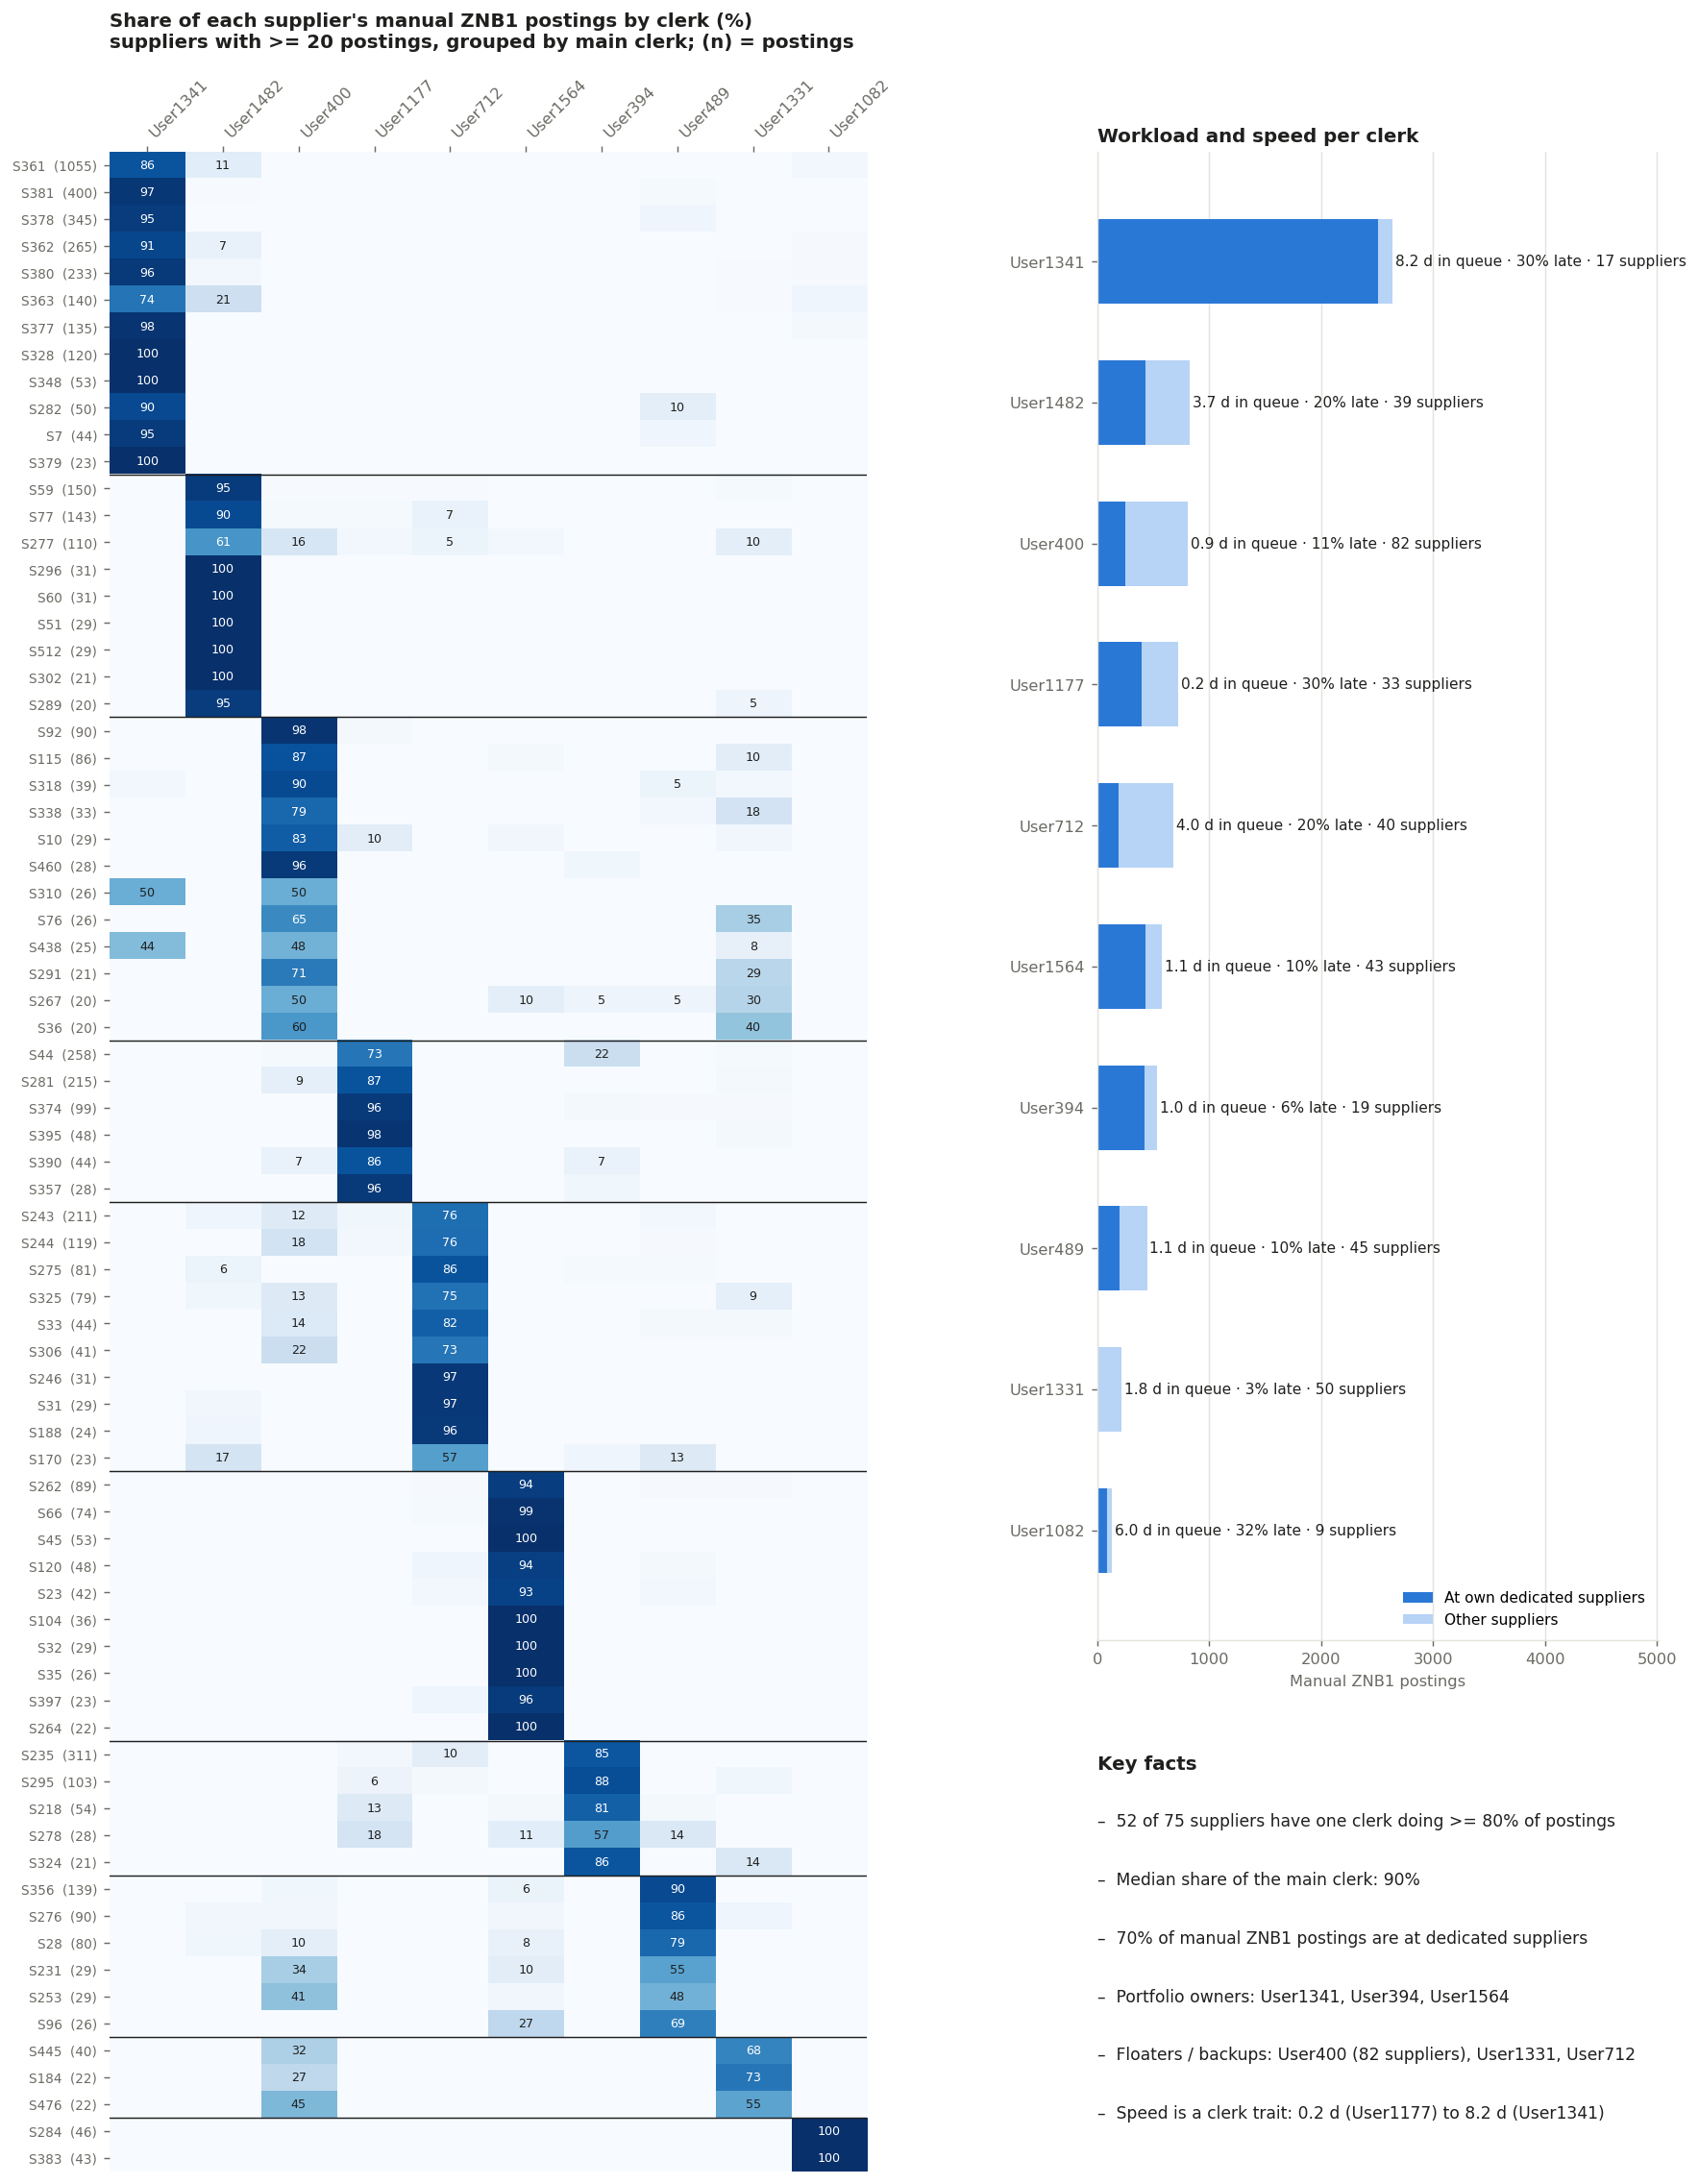 Share of each supplier's manual ZNB1 postings by clerk (%)
suppliers with >= 20 postings, grouped by main clerk; (n) = postings
User1341 User1482 User400 User1177 User712 User1564 User394 User489 User1331 User1082
S361 (1055) 86 11
S381 (400) 97
S378 (345) 95
S362 (265) 91 7
S380 (233) 96
S363 (140) 74 21
S377 (135) 98
S328 (120) 100
S348 (53) 100
S282 (50) 90 10
S7 (44) 95
S379 (23) 100
S59 (150) 95
S77 (143) 90 7
S277 (110) 61 16 5 10
S296 (31) 100
S60 (31) 100
S51 (29) 100
S512 (29) 100
S302 (21) 100
S289 (20) 95 5
S92 (90) 98
S115 (86) 87 10
S318 (39) 90 5
S338 (33) 79 18
S10 (29) 83 10
S460 (28) 96
S310 (26) 50 50
S76 (26) 65 35
S438 (25) 44 48 8
S291 (21) 71 29
S267 (20) 50 10 5 5 30
S36 (20) 60 40
S44 (258) 73 22
S281 (215) 9 87
S374 (99) 96
S395 (48) 98
S390 (44) 7 86 7
S357 (28) 96
S243 (211) 12 76
S244 (119) 18 76
S275 (81) 6 86
S325 (79) 13 75 9
S33 (44) 14 82
S306 (41) 22 73
S246 (31) 97
S31 (29) 97
S188 (24) 96
S170 (23) 17 57 13
S262 (89) 94
S66 (74) 99
S45 (53) 100
S120 (48) 94
S23 (42) 93
S104 (36) 100
S32 (29) 100
S35 (26) 100
S397 (23) 96
S264 (22) 100
S235 (311) 10 85
S295 (103) 6 88
S218 (54) 13 81
S278 (28) 18 11 57 14
S324 (21) 86 14
S356 (139) 6 90
S276 (90) 86
S28 (80) 10 8 79
S231 (29) 34 10 55
S253 (29) 41 48
S96 (26) 27 69
S445 (40) 32 68
S184 (22) 27 73
S476 (22) 45 55
S284 (46) 100
S383 (43) 100
Workload and speed per clerk
User1341 8.2 d in queue · 30% late · 17 suppliers
User1482 3.7 d in queue · 20% late · 39 suppliers
User400 0.9 d in queue · 11% late · 82 suppliers
User1177 0.2 d in queue · 30% late · 33 suppliers
User712 4.0 d in queue · 20% late · 40 suppliers
User1564 1.1 d in queue · 10% late · 43 suppliers
User394 1.0 d in queue · 6% late · 19 suppliers
User489 1.1 d in queue · 10% late · 45 suppliers
User1331 1.8 d in queue · 3% late · 50 suppliers
User1082 6.0 d in queue · 32% late · 9 suppliers
At own dedicated suppliers
Other suppliers
0 1000 2000 3000 4000 5000
Manual ZNB1 postings
Key facts
– 52 of 75 suppliers have one clerk doing >= 80% of postings
– Median share of the main clerk: 90%
– 70% of manual ZNB1 postings are at dedicated suppliers
– Portfolio owners: User1341, User394, User1564
– Floaters / backups: User400 (82 suppliers), User1331, User712
– Speed is a clerk trait: 0.2 d (User1177) to 8.2 d (User1341)